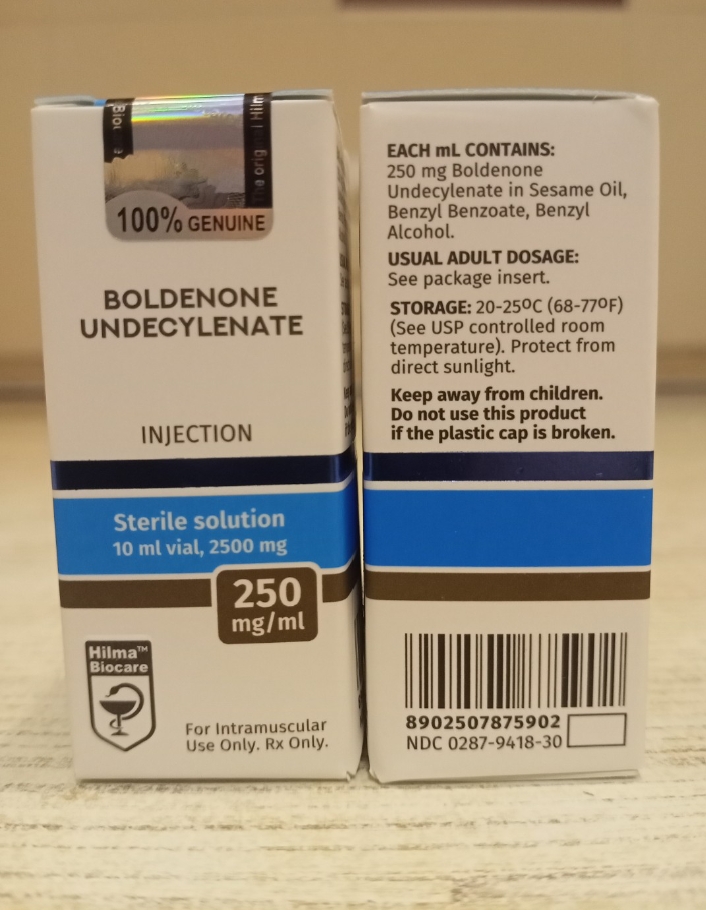 100% GENUINE
BOLDENONE
UNDECYLENATE
INJECTION
Sterile solution
10 ml vial, 2500 mg
250
mg/ml
Hilma™
Biocare
For Intramuscular
Use Only. Rx Only.
EACH mL CONTAINS:
250 mg Boldenone
Undecylenate in Sesame Oil,
Benzyl Benzoate, Benzyl
Alcohol.
USUAL ADULT DOSAGE:
See package insert.
STORAGE: 20-25ºC (68-77ºF)
(See USP controlled room
temperature). Protect from
direct sunlight.
Keep away from children.
Do not use this product
if the plastic cap is broken.
8902507875902
NDC 0287-9418-30